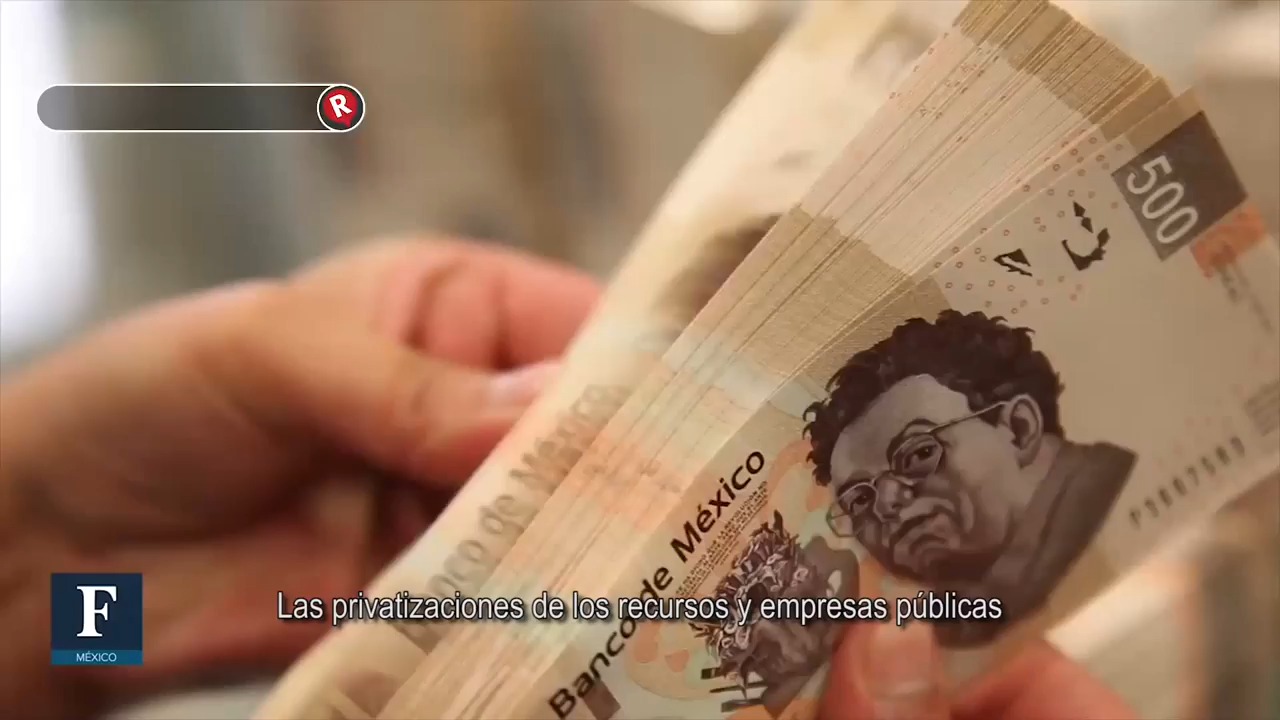 R
500
Banco de México
Banco de México
Las privatizaciones de los recursos y empresas públicas
F
MÉXICO